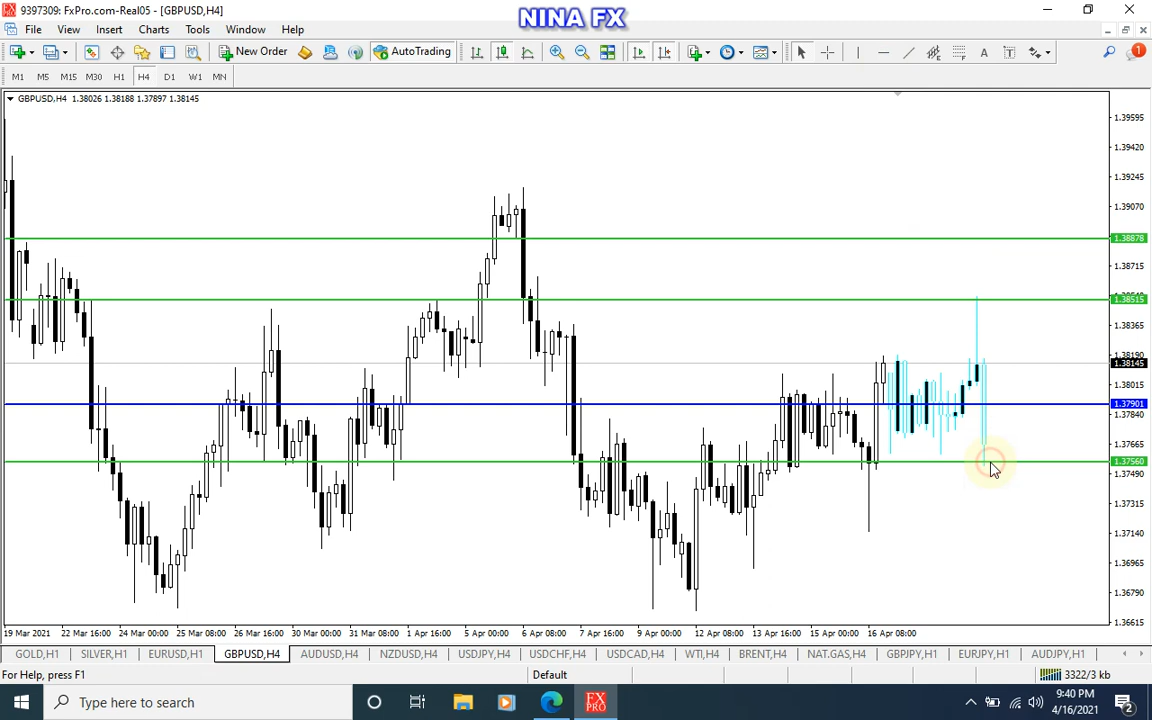 NINA FX
9397309: FxPro.com-Real05 - [GBPUSD,H4]
File View Insert Charts Tools Window Help
New Order AutoTrading
M1 M5 M15 M30 H1 H4 D1 W1 MN
GBPUSD,H4 1.38026 1.38188 1.37897 1.38145
1.39595
1.39420
1.39245
1.39070
1.38878
1.38715
1.38515
1.38365
1.38190
1.38145
1.38015
1.37901
1.37840
1.37665
1.37560
1.37490
1.37315
1.37140
1.36965
1.36790
1.36615
19 Mar 2021 22 Mar 16:00 24 Mar 00:00 25 Mar 08:00 26 Mar 16:00 30 Mar 00:00 31 Mar 08:00 1 Apr 16:00 5 Apr 00:00 6 Apr 08:00 7 Apr 16:00 9 Apr 00:00 12 Apr 08:00 13 Apr 16:00 15 Apr 00:00 16 Apr 08:00
GOLD,H1 SILVER,H1 EURUSD,H1 GBPUSD,H4 AUDUSD,H4 NZDUSD,H4 USDJPY,H4 USDCHF,H4 USDCAD,H4 WTI,H4 BRENT,H4 NAT.GAS,H4 GBPJPY,H1 EURJPY,H1 AUDJPY,H1
For Help, press F1 Default 3322/3 kb
Type here to search
9:40 PM
4/16/2021